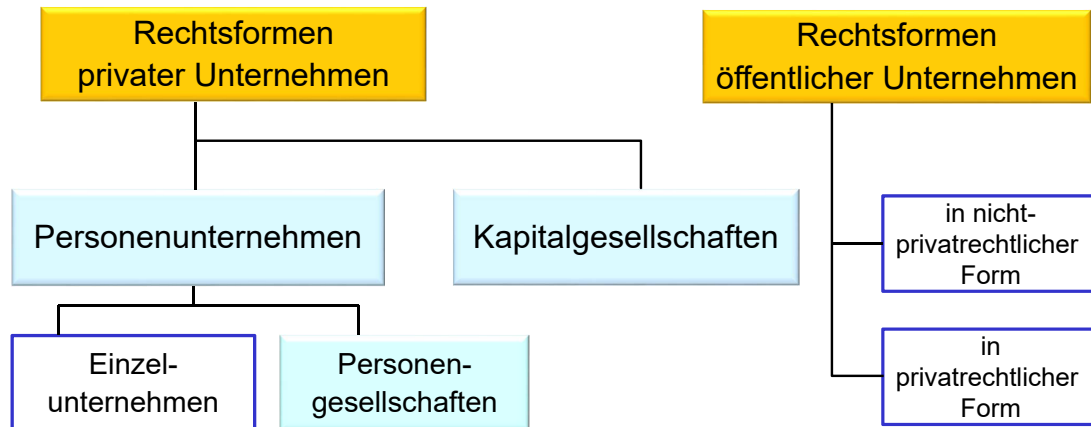 Rechtsformen
privater Unternehmen
Rechtsformen
öffentlicher Unternehmen
Personenunternehmen
Kapitalgesellschaften
in nicht-
privatrechtlicher
Form
Einzel-
unternehmen
Personen-
gesellschaften
in
privatrechtlicher
Form